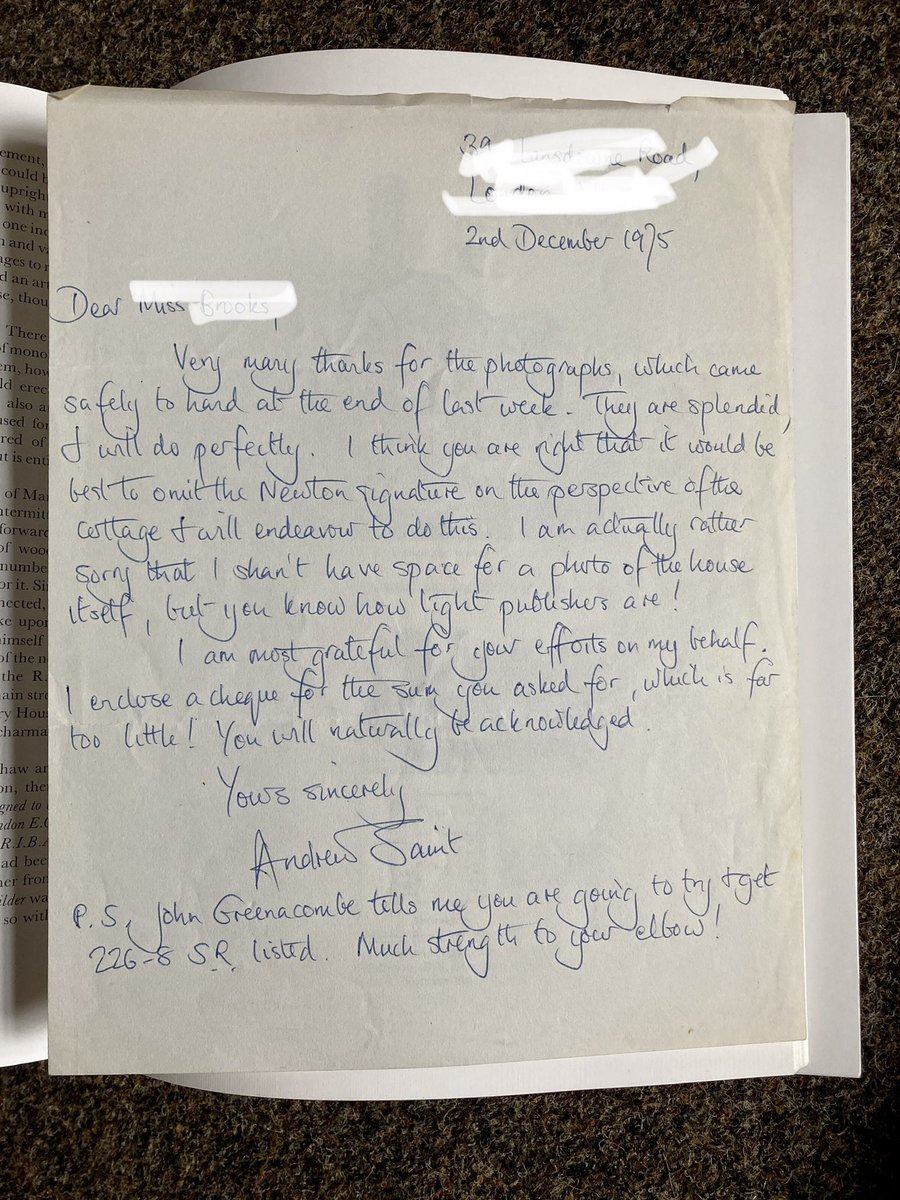 2nd December 1975
Dear Miss
Very many thanks for the photographs, which came
safely to hand at the end of last week. They are splendid,
& will do perfectly. I think you are right that it would be
best to omit the Newton signature on the perspective of the
cottage & will endeavour to do this. I am actually rather
sorry that I shan't have space for a photo of the house
itself, but you know how tight publishers are!
I am most grateful for your efforts on my behalf.
I enclose a cheque for the sum you asked for, which is far
too little! You will naturally be acknowledged.
Yours sincerely
Andrew Saint
P.S. John Greenacombe tells me you are going to try & get
226-8 S.R. listed. Much strength to your elbow!